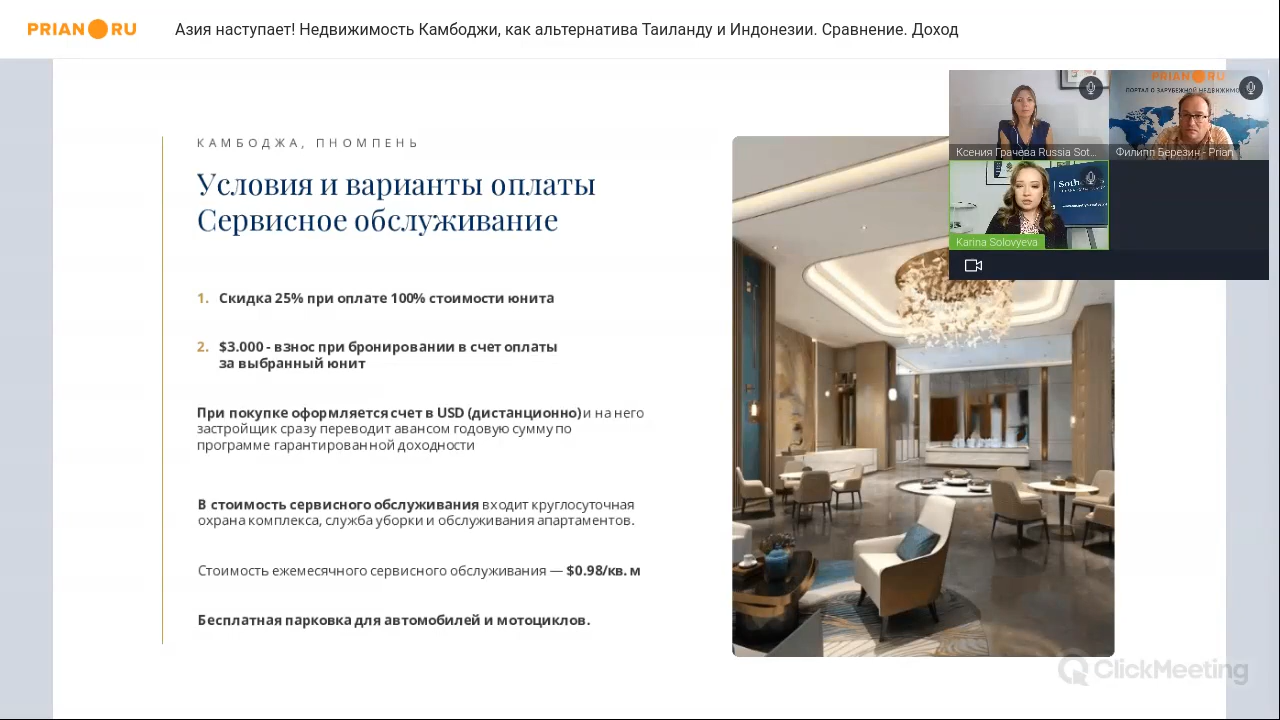 PRIAN RU
Азия наступает! Недвижимость Камбоджи, как альтернатива Таиланду и Индонезии. Сравнение. Доход
КАМБОДЖА, ПНОМПЕНЬ
Условия и варианты оплаты
Сервисное обслуживание
1. Скидка 25% при оплате 100% стоимости юнита
2. $3.000 - взнос при бронировании в счет оплаты
за выбранный юнит
При покупке оформляется счет в USD (дистанционно) и на него
застройщик сразу переводит авансом годовую сумму по
программе гарантированной доходности
В стоимость сервисного обслуживания входит круглосуточная
охрана комплекса, служба уборки и обслуживания апартаментов.
Стоимость ежемесячного сервисного обслуживания — $0.98/кв. м
Бесплатная парковка для автомобилей и мотоциклов.
PRIAN RU
ПОРТАЛ О ЗАРУБЕЖНОЙ НЕДВИЖИМО
Ксения Грачева Russia Sot...
Филипп Березин - Prian
Soth
Karina Solovyeva
ClickMeeting